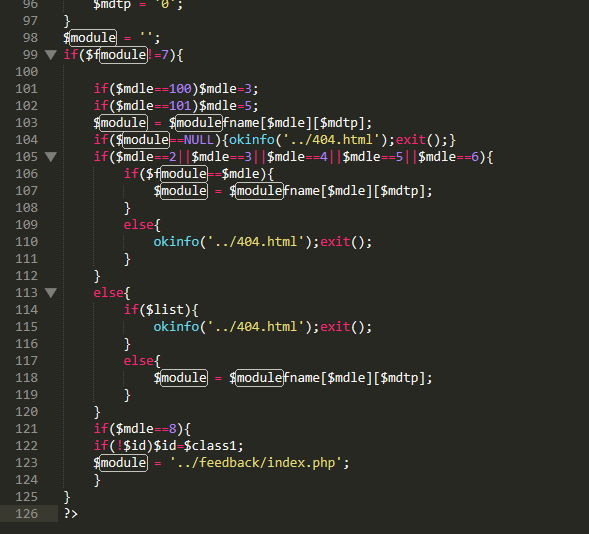 96 $mdtp = '0';
97 }
98 $module = '';
99 if($fmodule!=7){
100
101 if($mdle==100)$mdle=3;
102 if($mdle==101)$mdle=5;
103 $module = $modulefname[$mdle][$mdtp];
104 if($module==NULL){okinfo('../404.html');exit();}
105 if($mdle==2||$mdle==3||$mdle==4||$mdle==5||$mdle==6){
106 if($fmodule==$mdle){
107 $module = $modulefname[$mdle][$mdtp];
108 }
109 else{
110 okinfo('../404.html');exit();
111 }
112 }
113 else{
114 if($list){
115 okinfo('../404.html');exit();
116 }
117 else{
118 $module = $modulefname[$mdle][$mdtp];
119 }
120 }
121 if($mdle==8){
122 if(!$id)$id=$class1;
123 $module = '../feedback/index.php';
124 }
125 }
126 ?>